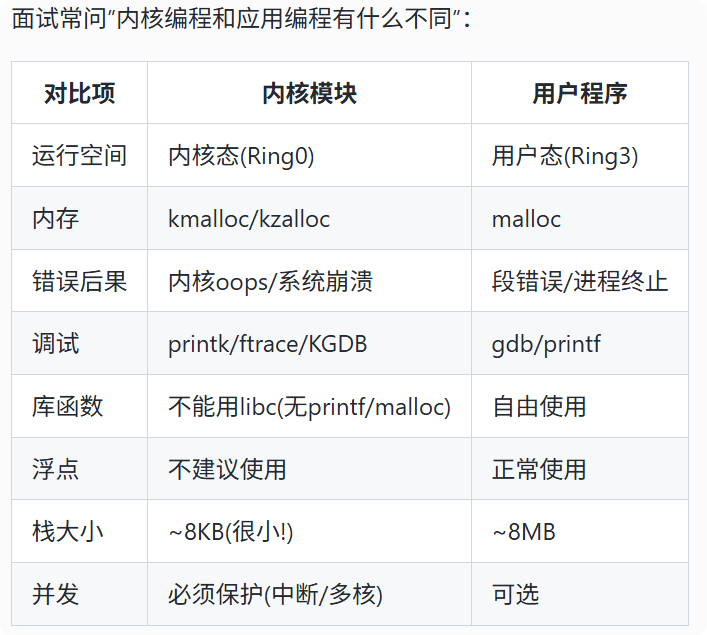 面试常问"内核编程和应用编程有什么不同"：
对比项 内核模块 用户程序
运行空间 内核态(Ring0) 用户态(Ring3)
内存 kmalloc/kzalloc malloc
错误后果 内核oops/系统崩溃 段错误/进程终止
调试 printk/ftrace/KGDB gdb/printf
库函数 不能用libc(无printf/malloc) 自由使用
浮点 不建议使用 正常使用
栈大小 ~8KB(很小!) ~8MB
并发 必须保护(中断/多核) 可选